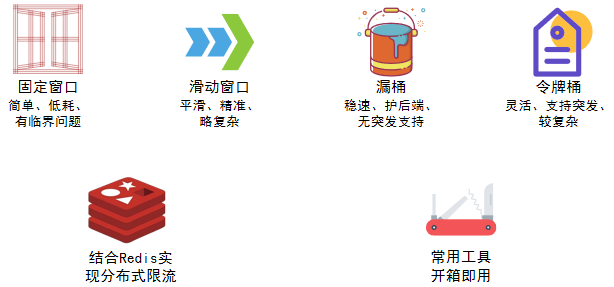 固定窗口
简单、低耗、
有临界问题
滑动窗口
平滑、精准、
略复杂
漏桶
稳速、护后端、
无突发支持
令牌桶
灵活、支持突发、
较复杂
结合Redis实
现分布式限流
常用工具
开箱即用